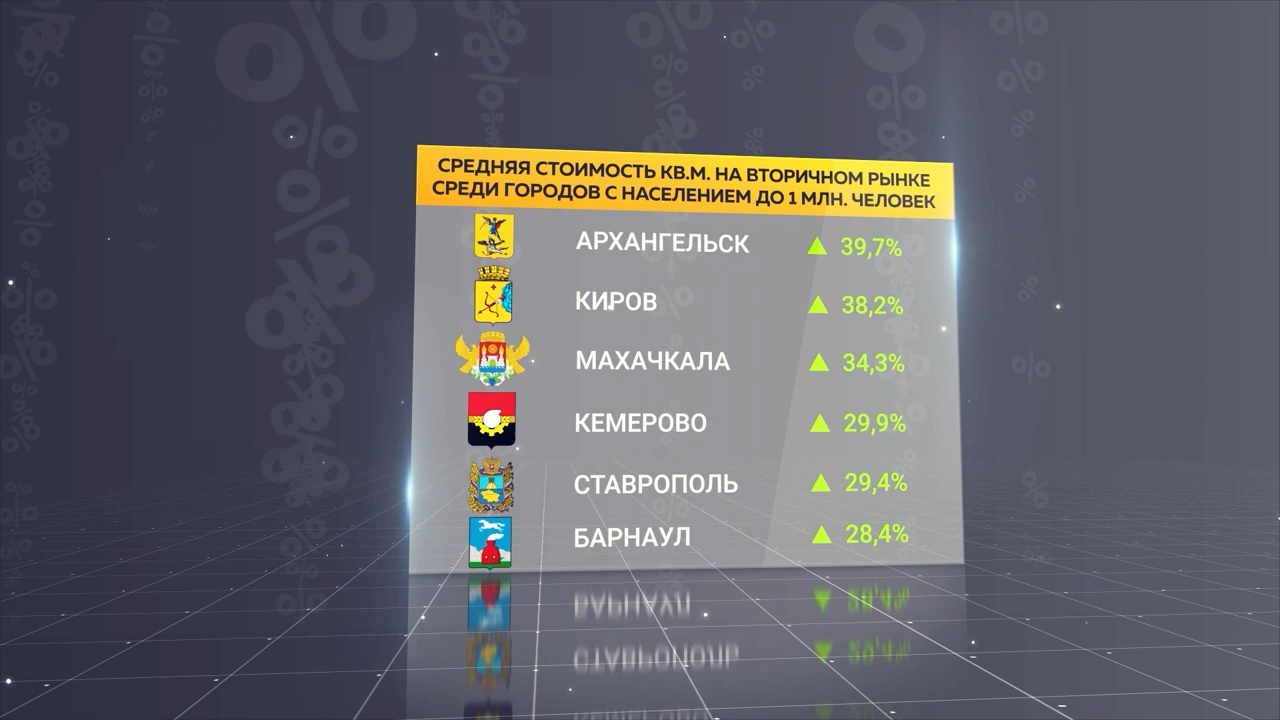 СРЕДНЯЯ СТОИМОСТЬ КВ.М. НА ВТОРИЧНОМ РЫНКЕ
СРЕДИ ГОРОДОВ С НАСЕЛЕНИЕМ ДО 1 МЛН. ЧЕЛОВЕК
АРХАНГЕЛЬСК ▲ 39,7%
КИРОВ ▲ 38,2%
МАХАЧКАЛА ▲ 34,3%
КЕМЕРОВО ▲ 29,9%
СТАВРОПОЛЬ ▲ 29,4%
БАРНАУЛ ▲ 28,4%